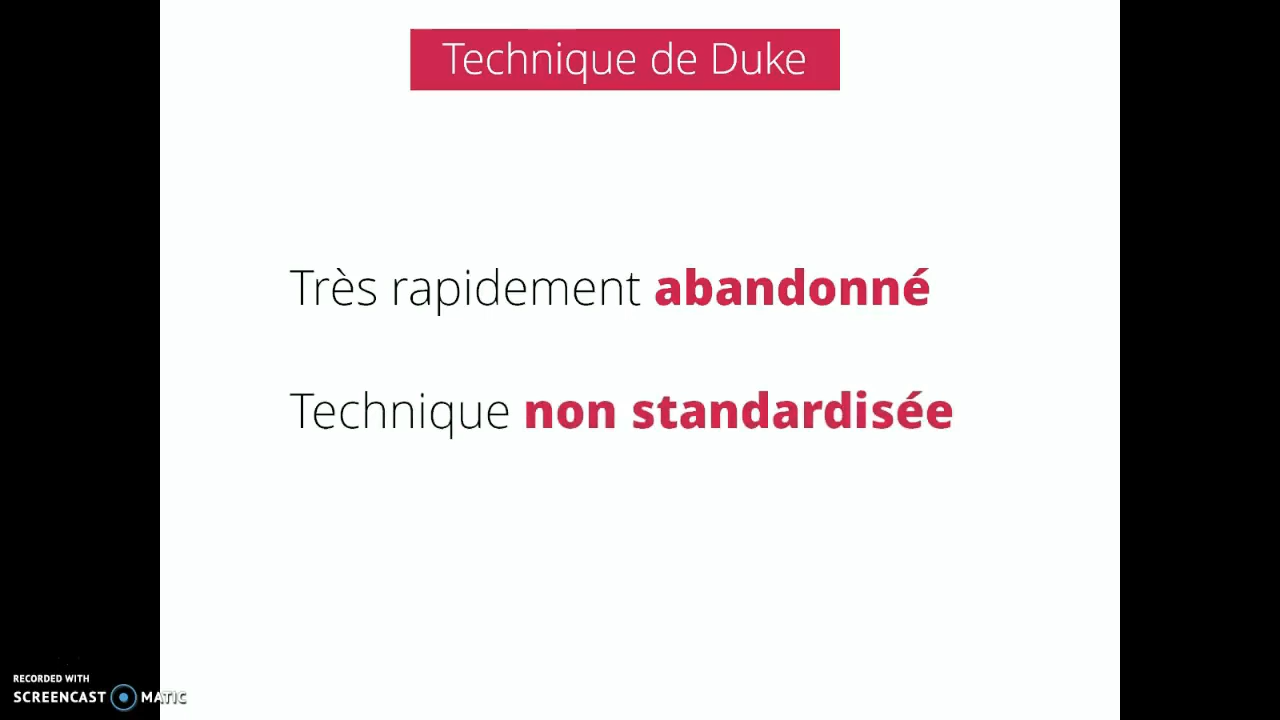 Technique de Duke
Très rapidement abandonné
Technique non standardisée
RECORDED WITH
SCREENCAST MATIC